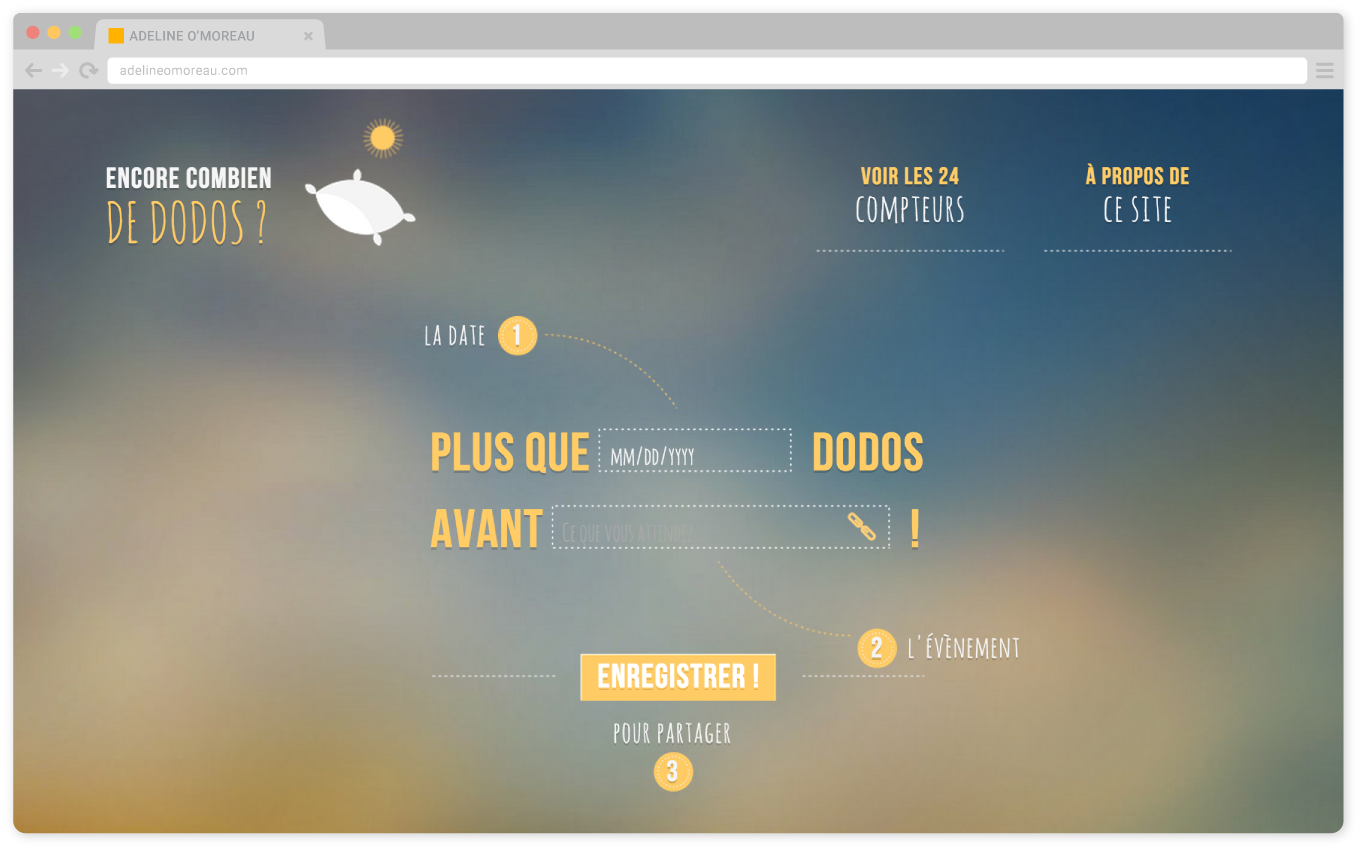 ADELINE O'MOREAU
adelineomoreau.com
ENCORE COMBIEN
DE DODOS ?
VOIR LES 24
COMPTEURS
À PROPOS DE
CE SITE
LA DATE 1
PLUS QUE MM/DD/YYYY DODOS
AVANT CE QUE VOUS ATTENDEZ !
2 L'ÉVÈNEMENT
ENREGISTRER !
POUR PARTAGER
3